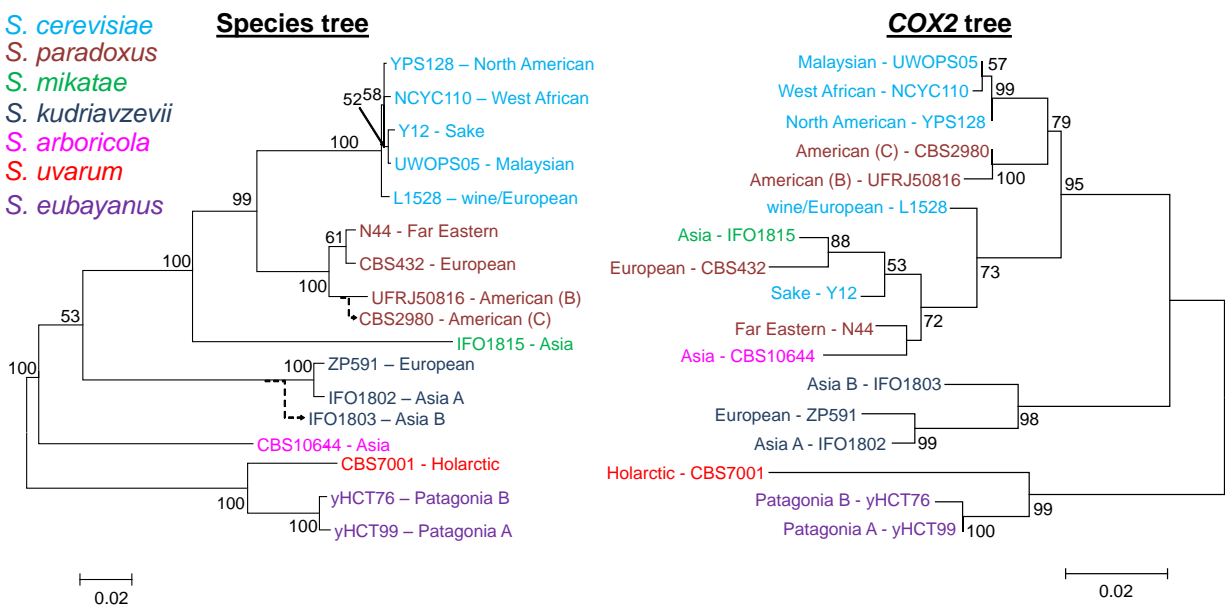 S. cerevisiae
S. paradoxus
S. mikatae
S. kudriavzevii
S. arboricola
S. uvarum
S. eubayanus
Species tree
YPS128 – North American
NCYC110 – West African
Y12 - Sake
UWOPS05 - Malaysian
L1528 – wine/European
N44 - Far Eastern
CBS432 - European
UFRJ50816 - American (B)
CBS2980 - American (C)
IFO1815 - Asia
ZP591 – European
IFO1802 – Asia A
IFO1803 – Asia B
CBS10644 - Asia
CBS7001 - Holarctic
yHCT76 – Patagonia B
yHCT99 – Patagonia A
52
58
100
99
61
100
100
53
100
100
100
100
0.02
COX2 tree
Malaysian - UWOPS05
West African - NCYC110
North American - YPS128
American (C) - CBS2980
American (B) - UFRJ50816
wine/European - L1528
Asia - IFO1815
European - CBS432
Sake - Y12
Far Eastern - N44
Asia - CBS10644
Asia B - IFO1803
European - ZP591
Asia A - IFO1802
Holarctic - CBS7001
Patagonia B - yHCT76
Patagonia A - yHCT99
57
99
79
100
95
88
53
73
72
98
99
99
100
0.02